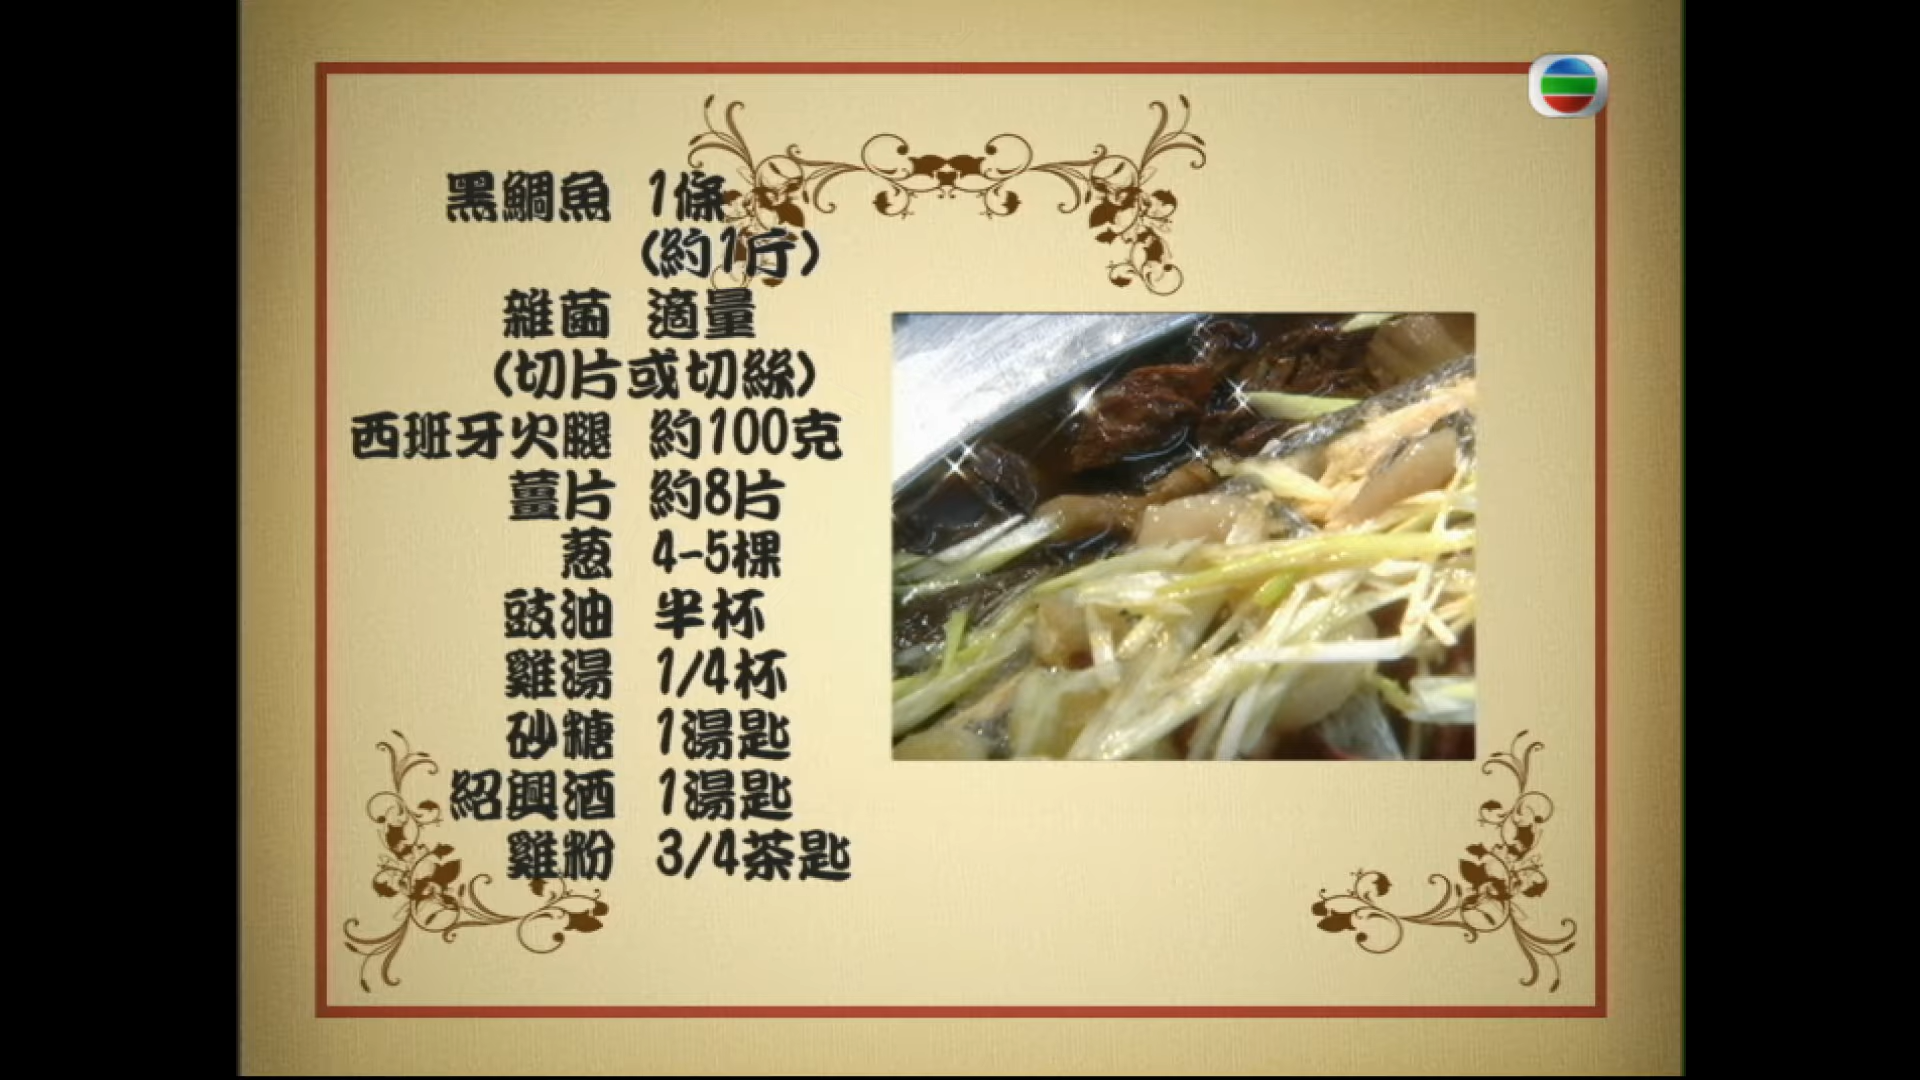 黑鯛魚 1條
(約1斤)
雜菌 適量
(切片或切絲)
西班牙火腿 約100克
薑片 約8片
葱 4-5棵
豉油 半杯
雞湯 1/4杯
砂糖 1湯匙
紹興酒 1湯匙
雞粉 3/4茶匙